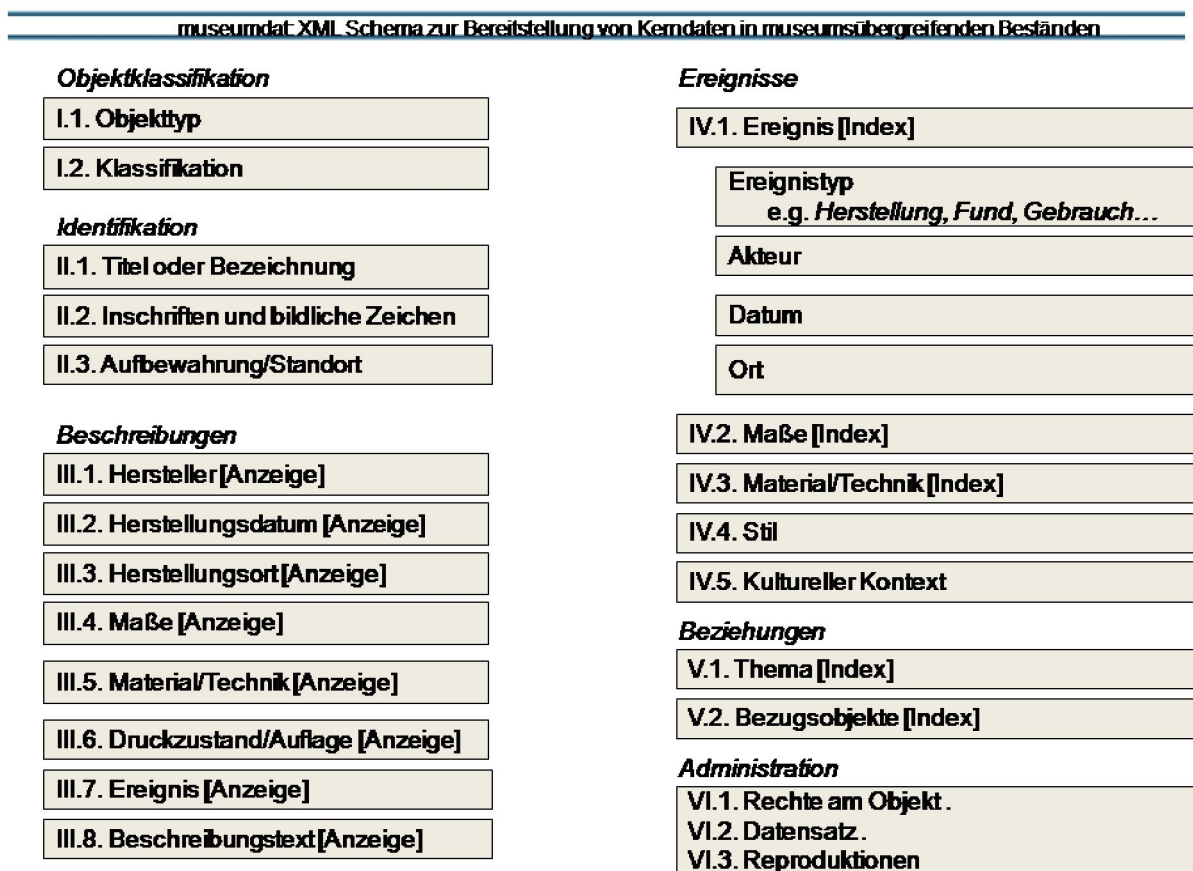 museumdat: XML Schema zur Bereitstellung von Kerndaten in museumsübergreifenden Beständen
Objektklassifikation
I.1. Objekttyp
I.2. Klassifikation
Identifikation
II.1. Titel oder Bezeichnung
II.2. Inschriften und bildliche Zeichen
II.3. Aufbewahrung/Standort
Beschreibungen
III.1. Hersteller [Anzeige]
III.2. Herstellungsdatum [Anzeige]
III.3. Herstellungsort [Anzeige]
III.4. Maße [Anzeige]
III.5. Material/Technik [Anzeige]
III.6. Druckzustand/Auflage [Anzeige]
III.7. Ereignis [Anzeige]
III.8. Beschreibungstext [Anzeige]
Ereignisse
IV.1. Ereignis [Index]
Ereignistyp
e.g. Herstellung, Fund, Gebrauch…
Akteur
Datum
Ort
IV.2. Maße [Index]
IV.3. Material/Technik [Index]
IV.4. Stil
IV.5. Kultureller Kontext
Beziehungen
V.1. Thema [Index]
V.2. Bezugsobjekte [Index]
Administration
VI.1. Rechte am Objekt .
VI.2. Datensatz .
VI.3. Reproduktionen